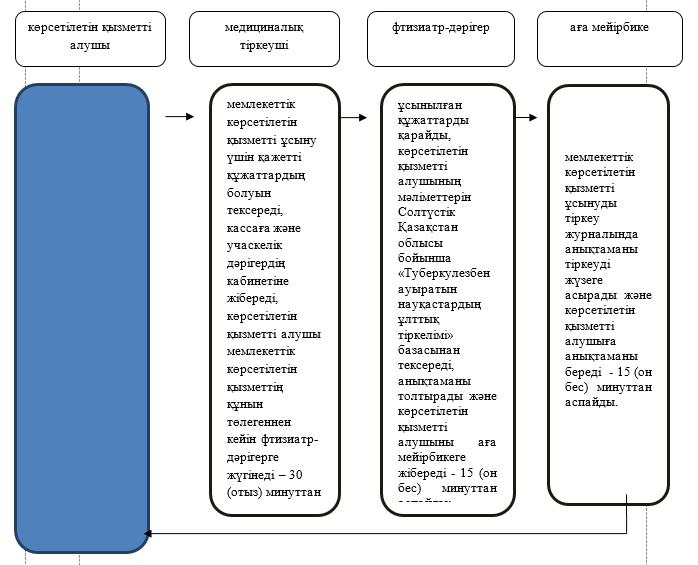 көрсетілетін қызметті
алушы
медициналық
тіркеуші
фтизиатр-дәрігер
аға мейірбике
мемлекеттік
көрсетілетін
қызметті ұсыну
үшін қажетті
құжаттардың
болуын
тексереді,
кассаға және
учаскелік
дәрігердің
кабинетіне
жібереді,
көрсетілетін
қызметті алушы
мемлекеттік
көрсетілетін
қызметтің
құнын
төлегеннен
кейін фтизиатр-
дәрігерге
жүгінеді – 30
(отыз) минуттан
ұсынылған
құжаттарды
қарайды,
көрсетілетін
қызметті
алушының
мәліметтерін
Солтүстік
Қазақстан
облысы
бойынша
«Туберкулезбен
ауыратын
науқастардың
ұлттық
тіркелімі»
базасынан
тексереді,
анықтаманы
толтырады және
көрсетілетін
қызметті
алушыны аға
мейірбикеге
жібереді - 15 (он
бес) минуттан
мемлекеттік
көрсетілетін
қызметті
ұсынуды
тіркеу
журналында
анықтаманы
тіркеуді
жүзеге
асырады және
көрсетілетін
қызметті
алушыға
анықтаманы
береді - 15 (он
бес) минуттан
аспайды.